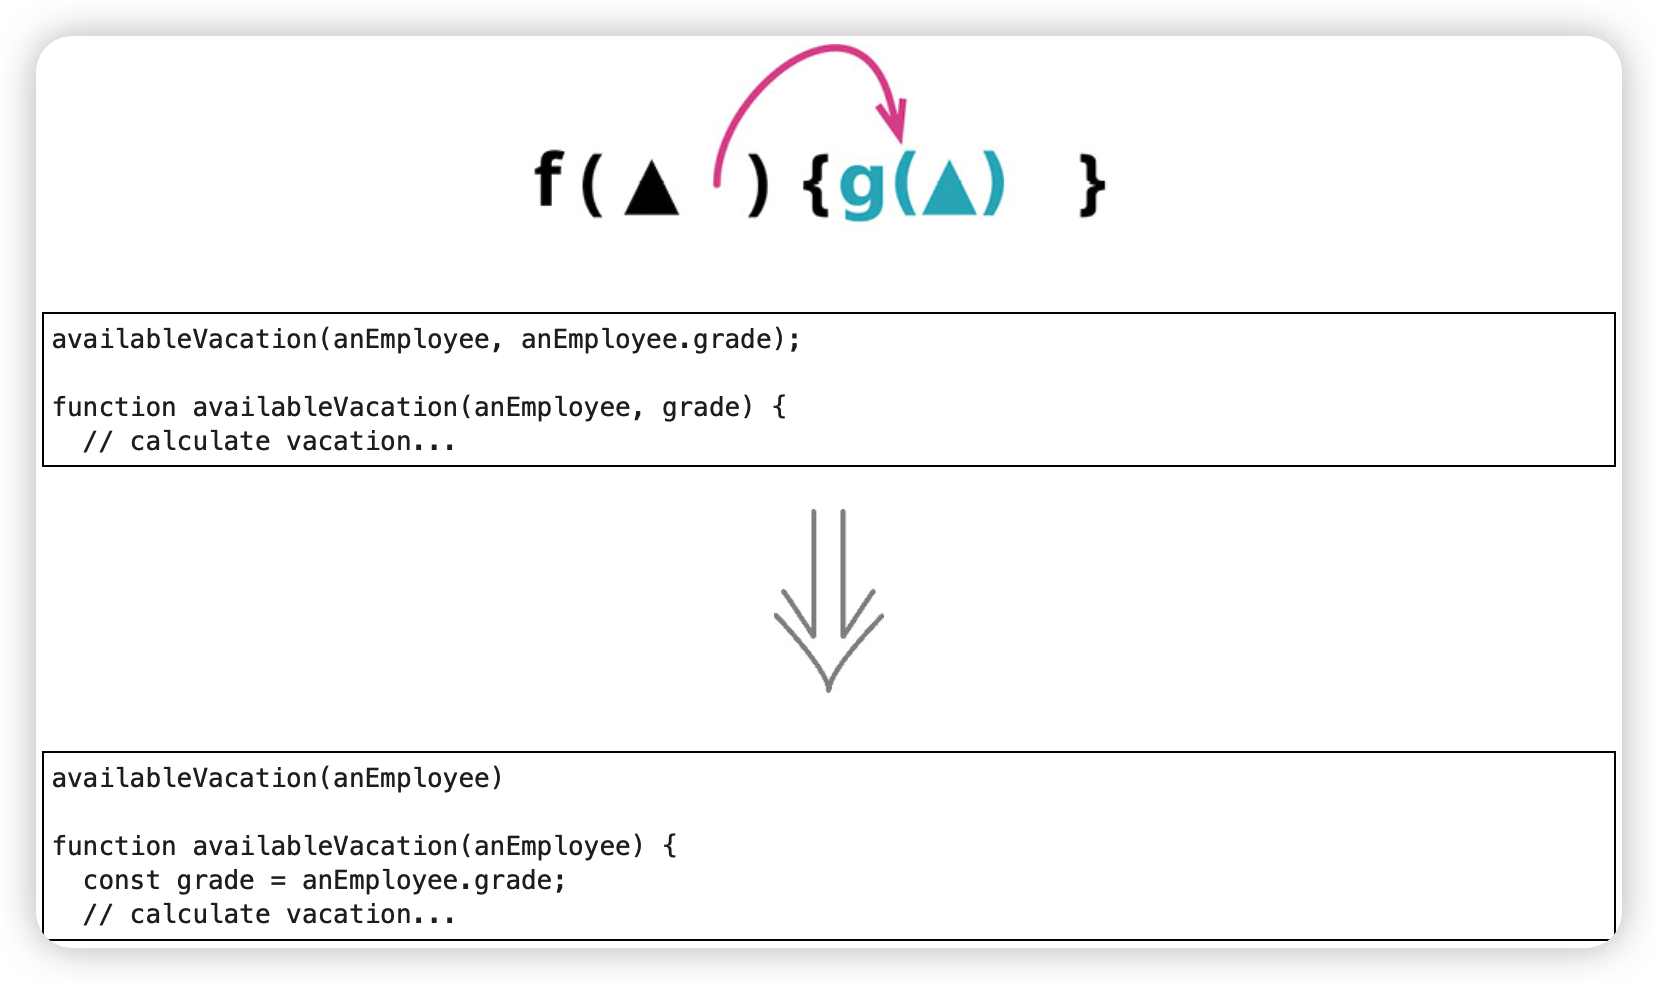 f(▲ ){g(▲) }
availableVacation(anEmployee, anEmployee.grade);
function availableVacation(anEmployee, grade) {
// calculate vacation...
availableVacation(anEmployee)
function availableVacation(anEmployee) {
const grade = anEmployee.grade;
// calculate vacation...